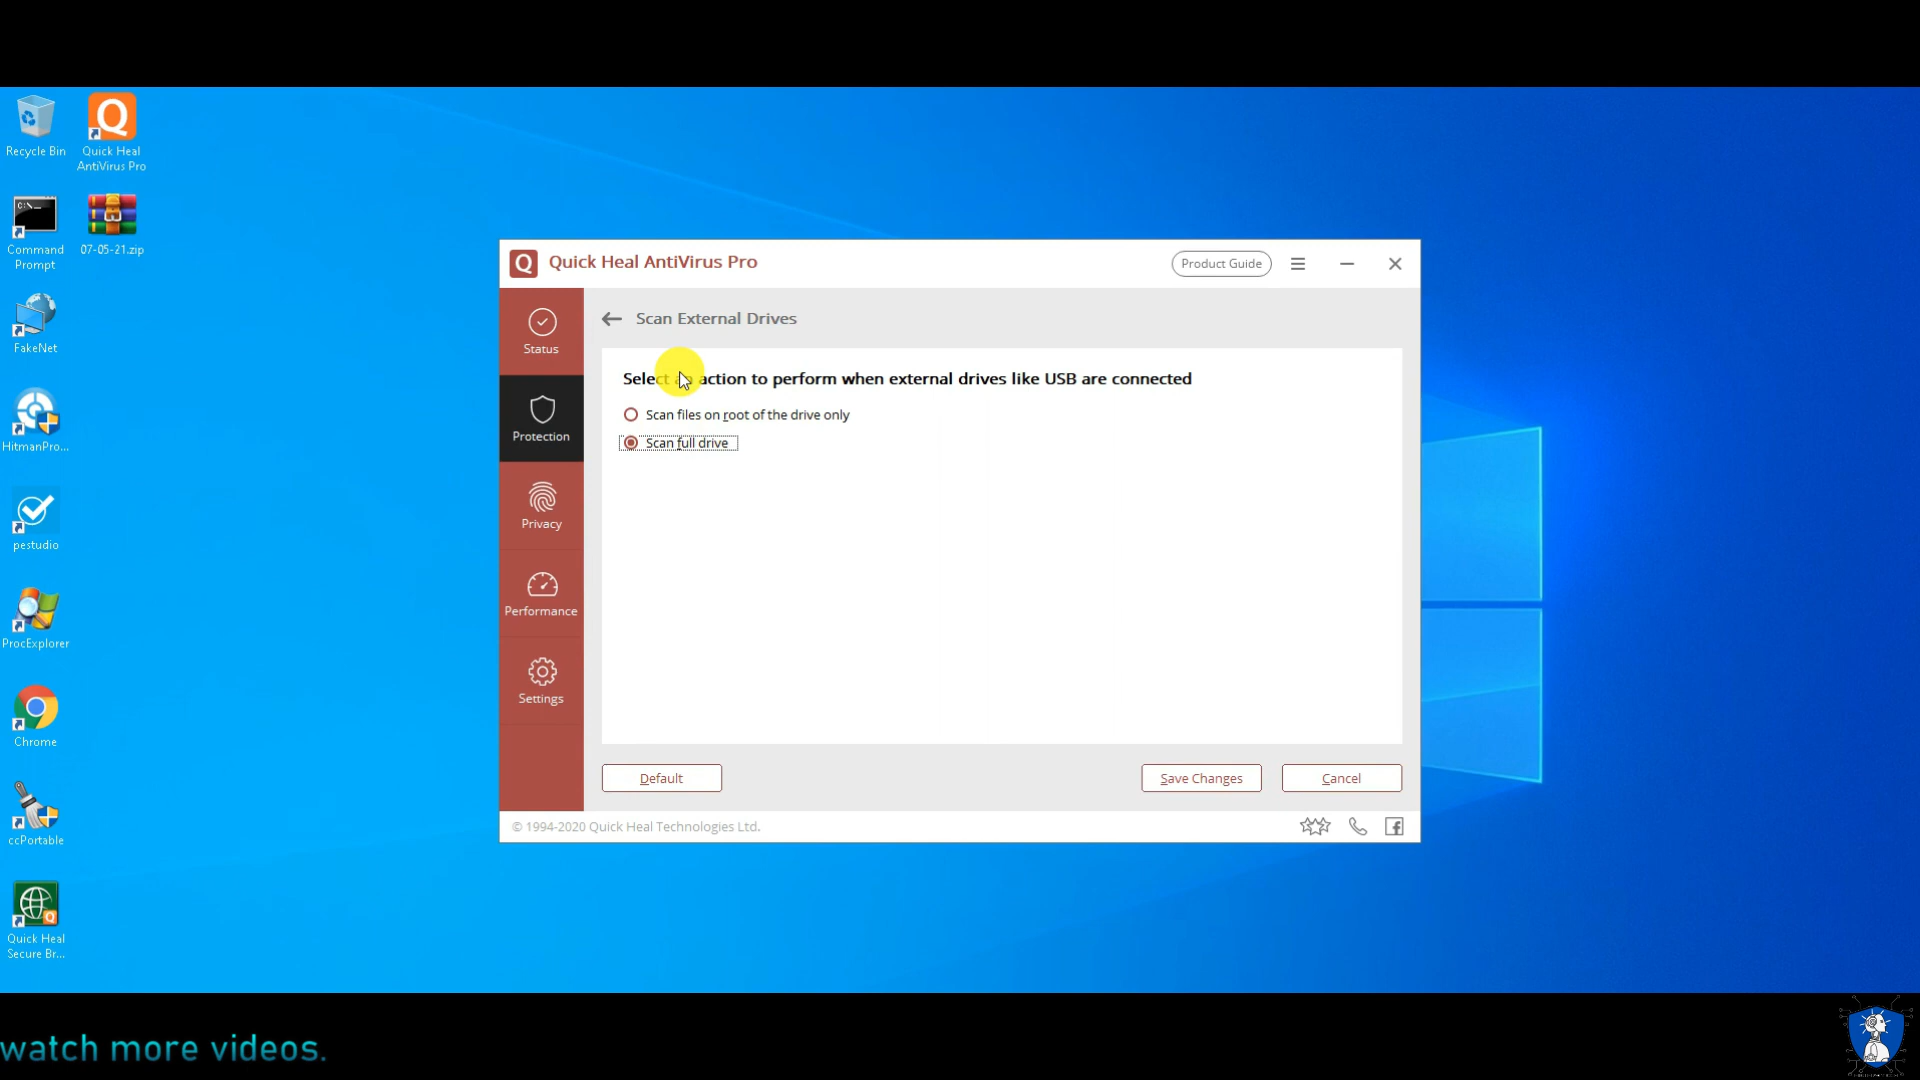 Recycle Bin
Quick Heal
AntiVirus Pro
Command
Prompt
07-05-21.zip
FakeNet
HitmanPro...
pestudio
ProcExplorer
Chrome
ccPortable
Quick Heal
Secure Br...
Quick Heal AntiVirus Pro
Product Guide
Status
Protection
Privacy
Performance
Settings
Scan External Drives
Select an action to perform when external drives like USB are connected
Scan files on root of the drive only
Scan full drive
Default
Save Changes
Cancel
© 1994-2020 Quick Heal Technologies Ltd.
watch more videos.